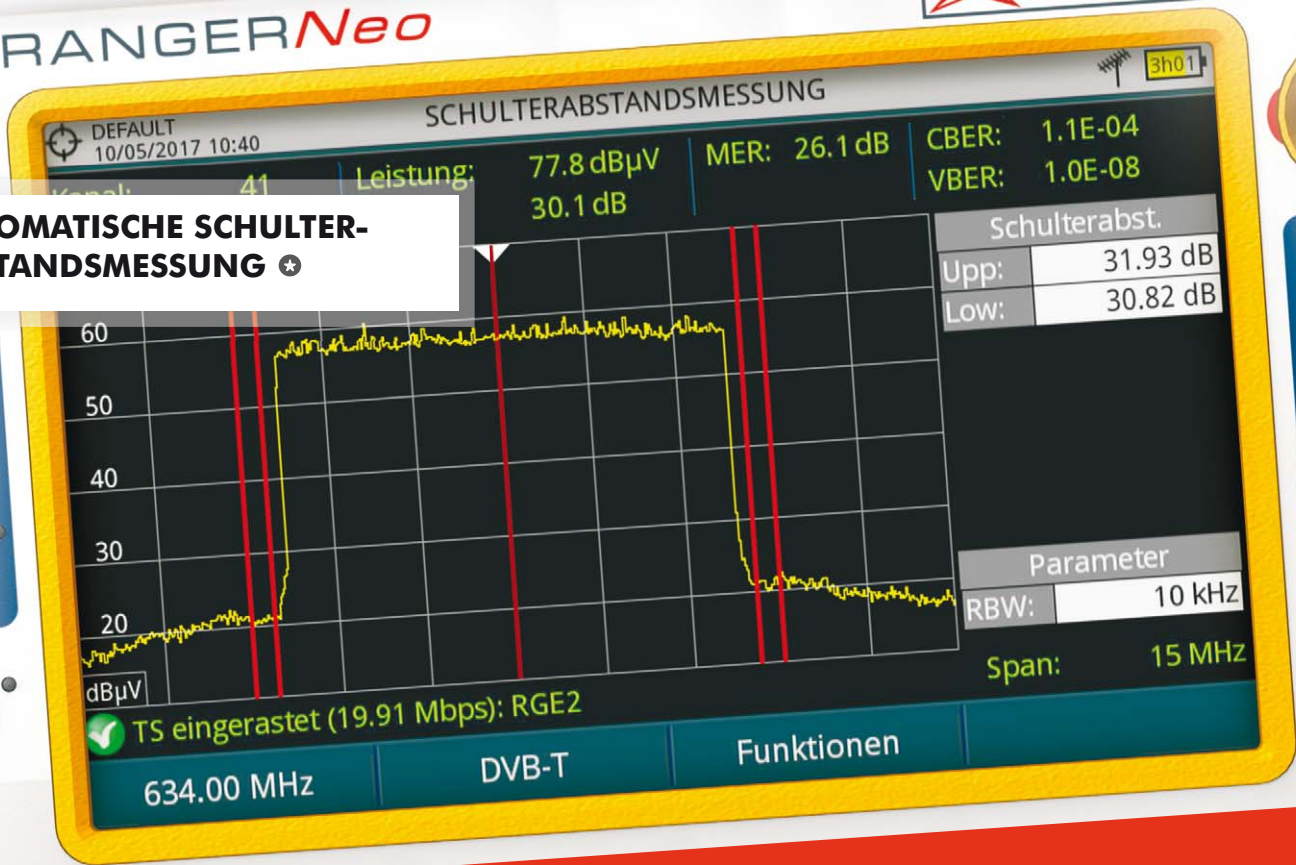 RANGERNeo
DEFAULT
10/05/2017 10:40
SCHULTERABSTANDSMESSUNG
3h01
41
Leistung: 77.8 dBµV
30.1 dB
MER: 26.1 dB
CBER: 1.1E-04
VBER: 1.0E-08
OMATISCHE SCHULTER-
TANDSMESSUNG
60
50
40
30
20
dBµV
Schulterabst.
Upp: 31.93 dB
Low: 30.82 dB
Parameter
RBW: 10 kHz
Span: 15 MHz
TS eingerastet (19.91 Mbps): RGE2
634.00 MHz
DVB-T
Funktionen